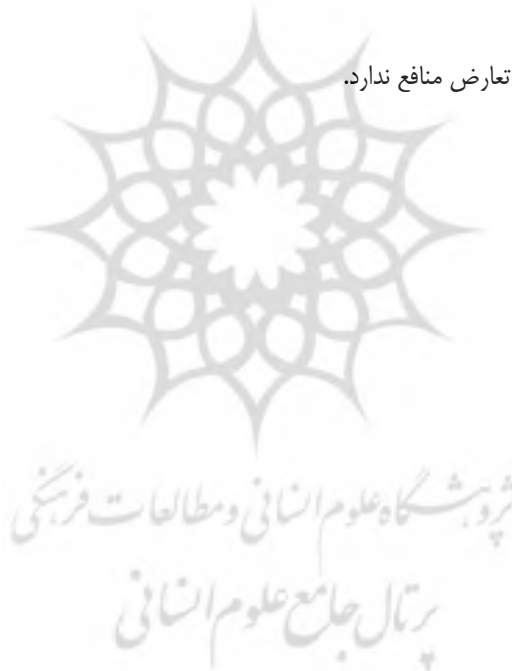 تعارض منافع ندارد.
پژوهشگاه علوم انسانی و مطالعات فرهنگی
پرتال جامع علوم انسانی